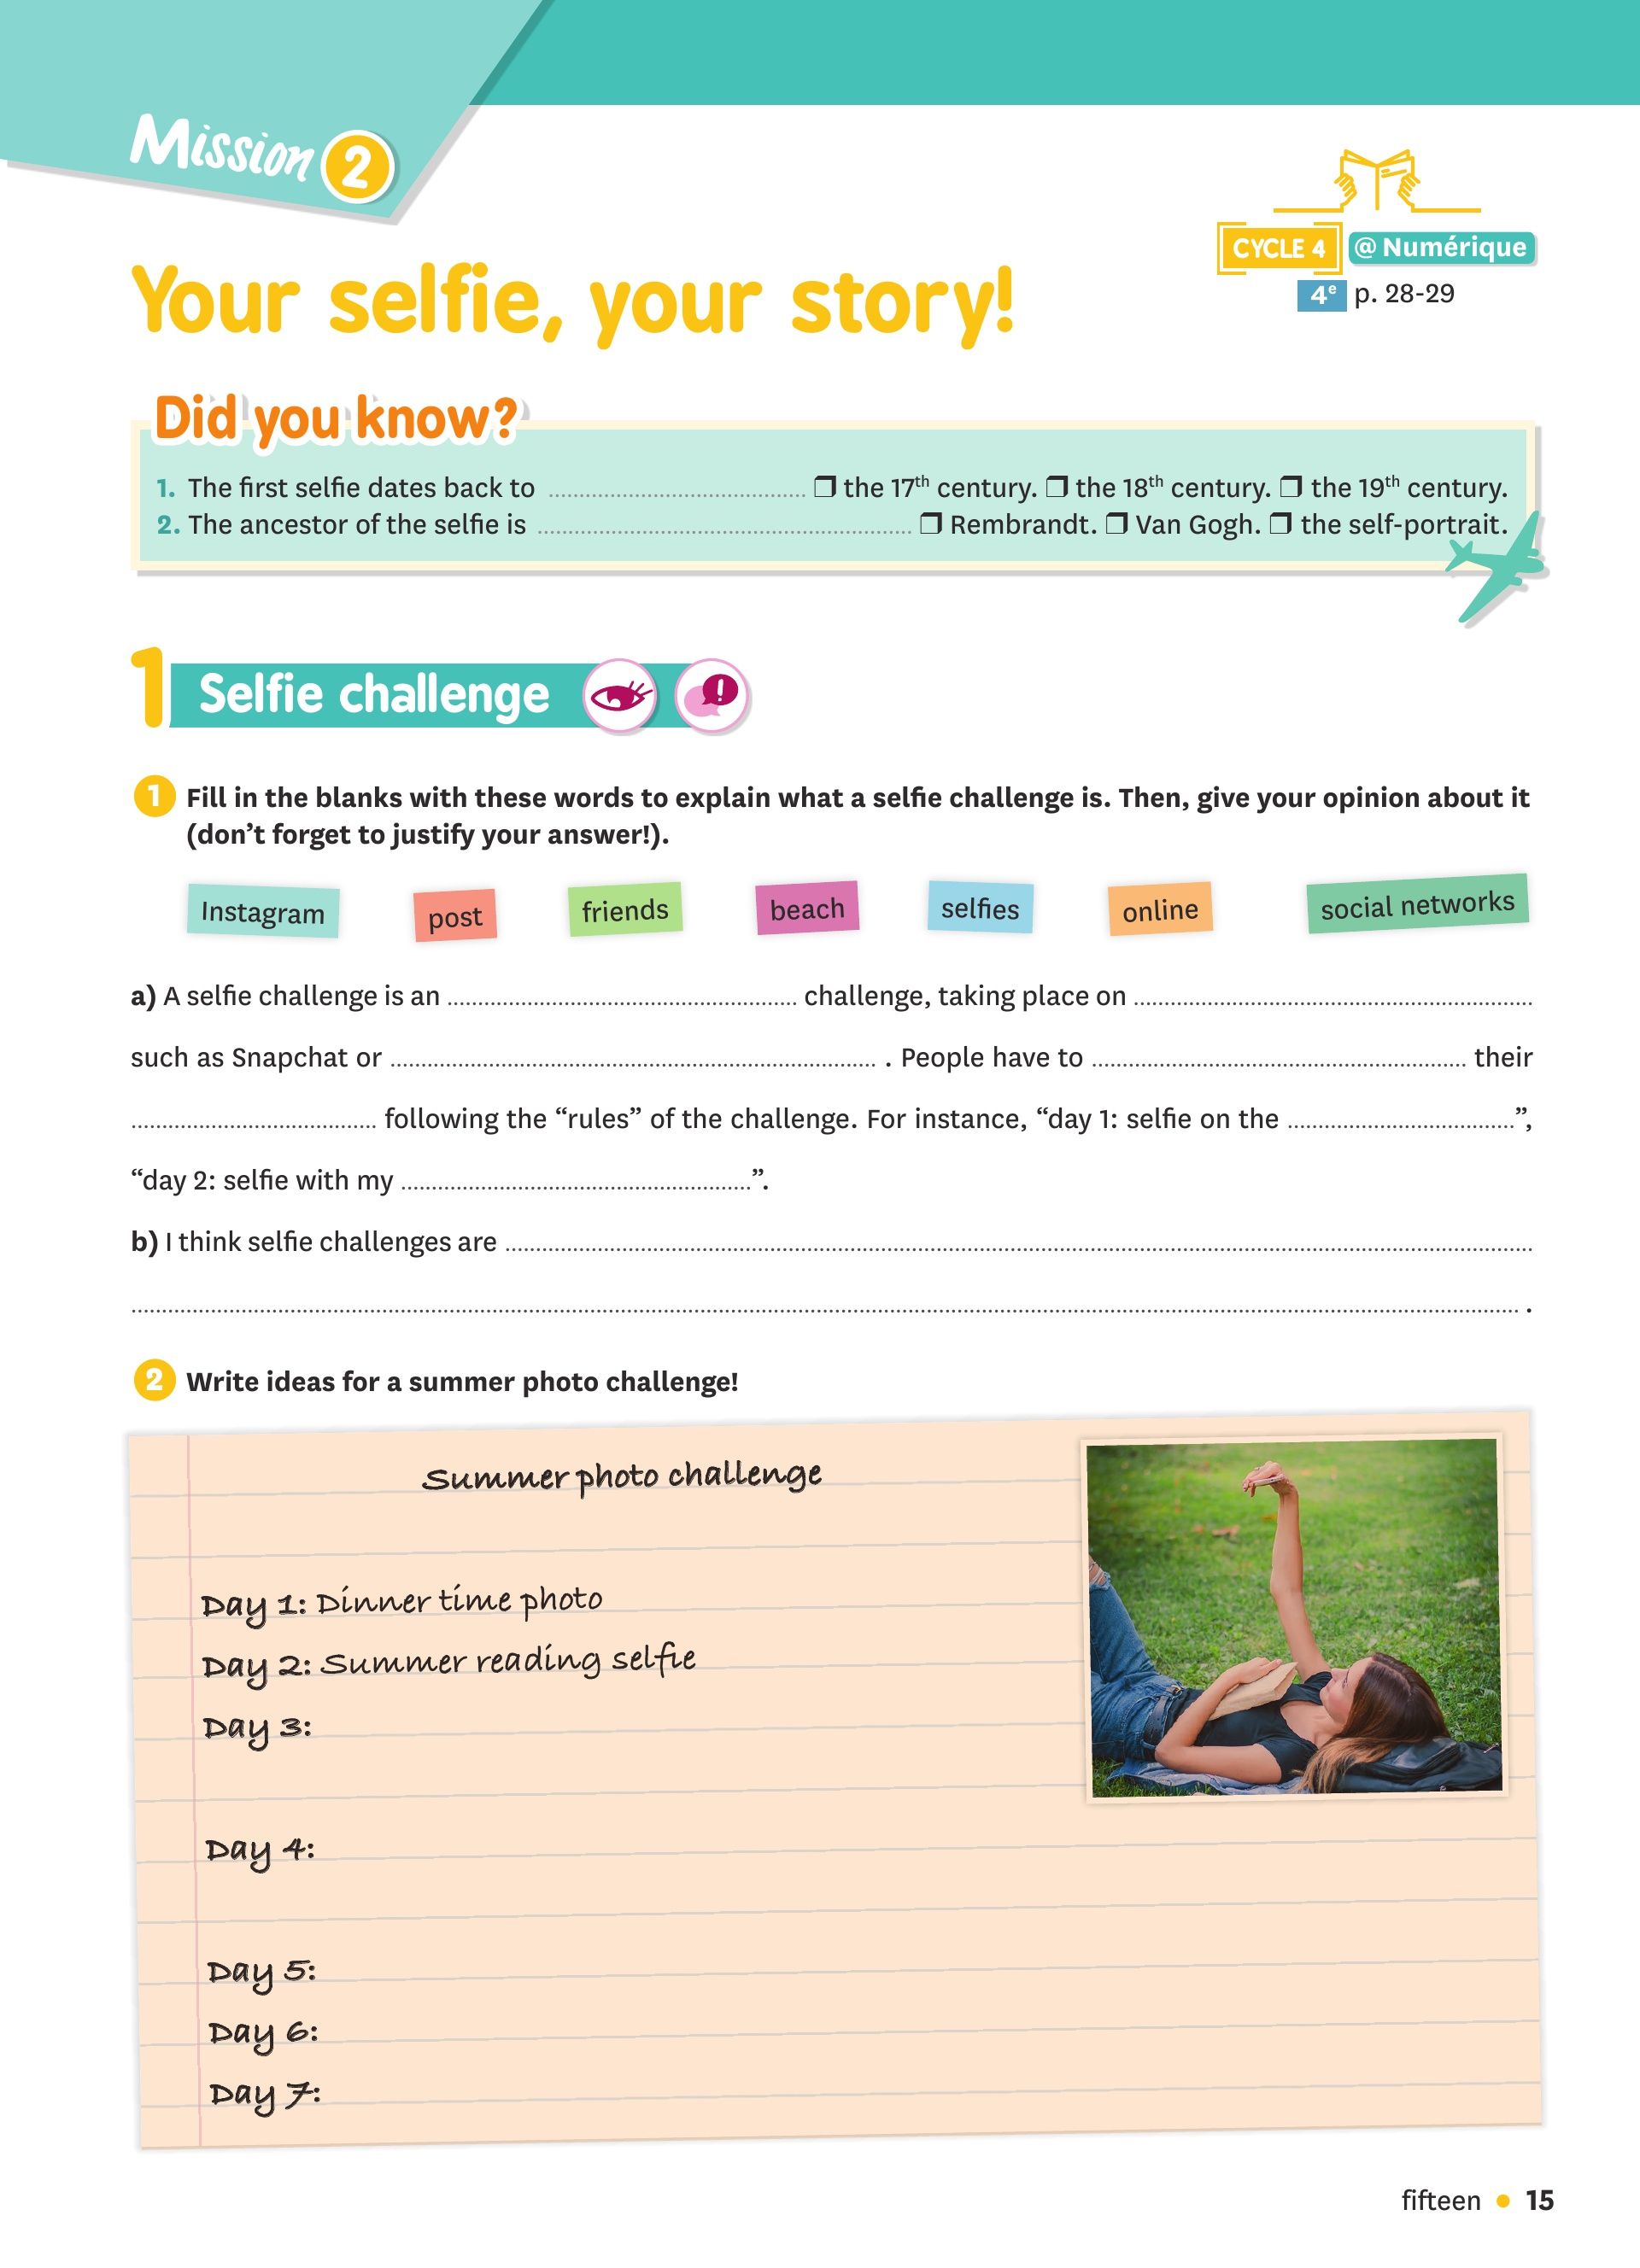 Mission 2
CYCLE 4 @ Numérique
4e p. 28-29
Your selfie, your story!
Did you know?
1. The first selfie dates back to .......................................... ❒ the 17th century. ❒ the 18th century. ❒ the 19th century.
2. The ancestor of the selfie is ............................................................. ❒ Rembrandt. ❒ Van Gogh. ❒ the self-portrait.
1 Selfie challenge
1 Fill in the blanks with these words to explain what a selfie challenge is. Then, give your opinion about it
(don’t forget to justify your answer!).
Instagram post friends beach selfies online social networks
a) A selfie challenge is an ......................................................... challenge, taking place on .................................................................
such as Snapchat or ............................................................................... . People have to ............................................................. their
........................................ following the “rules” of the challenge. For instance, “day 1: selfie on the .....................................”,
“day 2: selfie with my .........................................................”.
b) I think selfie challenges are ........................................................................................................................................................................
................................................................................................................................................................................................................................... .
2 Write ideas for a summer photo challenge!
Summer photo challenge
Day 1: Dinner time photo
Day 2: Summer reading selfie
Day 3:
Day 4:
Day 5:
Day 6:
Day 7:
fifteen • 15